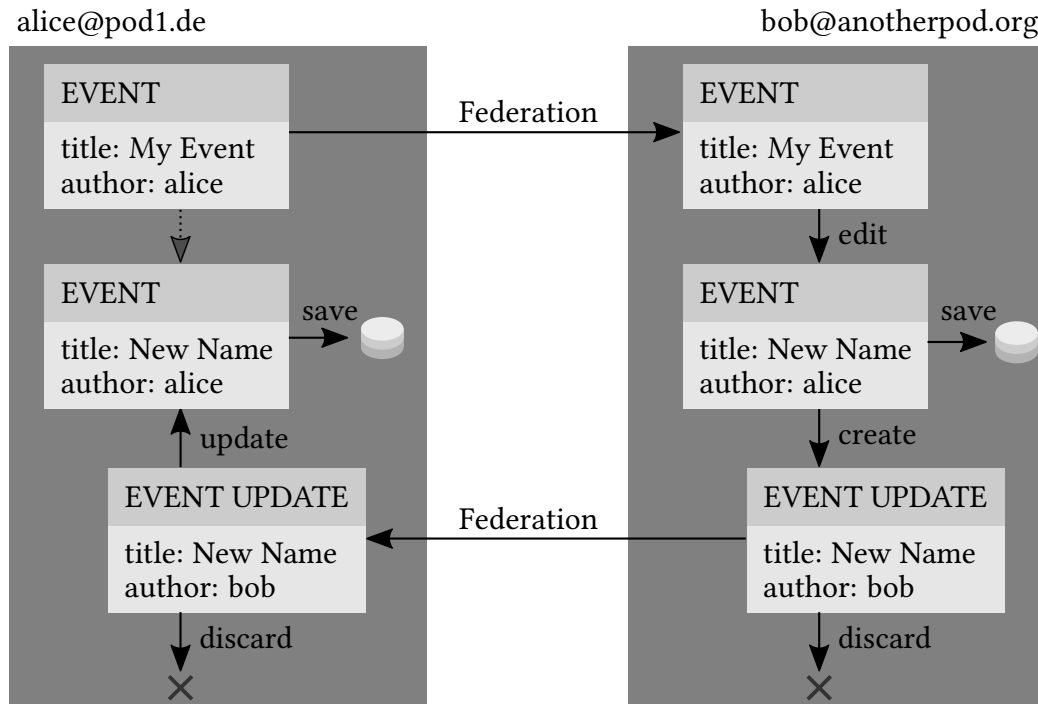 alice@pod1.de
bob@anotherpod.org
EVENT
title: My Event
author: alice
Federation
EVENT
title: My Event
author: alice
edit
EVENT
title: New Name
author: alice
save
EVENT
title: New Name
author: alice
save
update
create
EVENT UPDATE
title: New Name
author: bob
Federation
EVENT UPDATE
title: New Name
author: bob
discard
discard